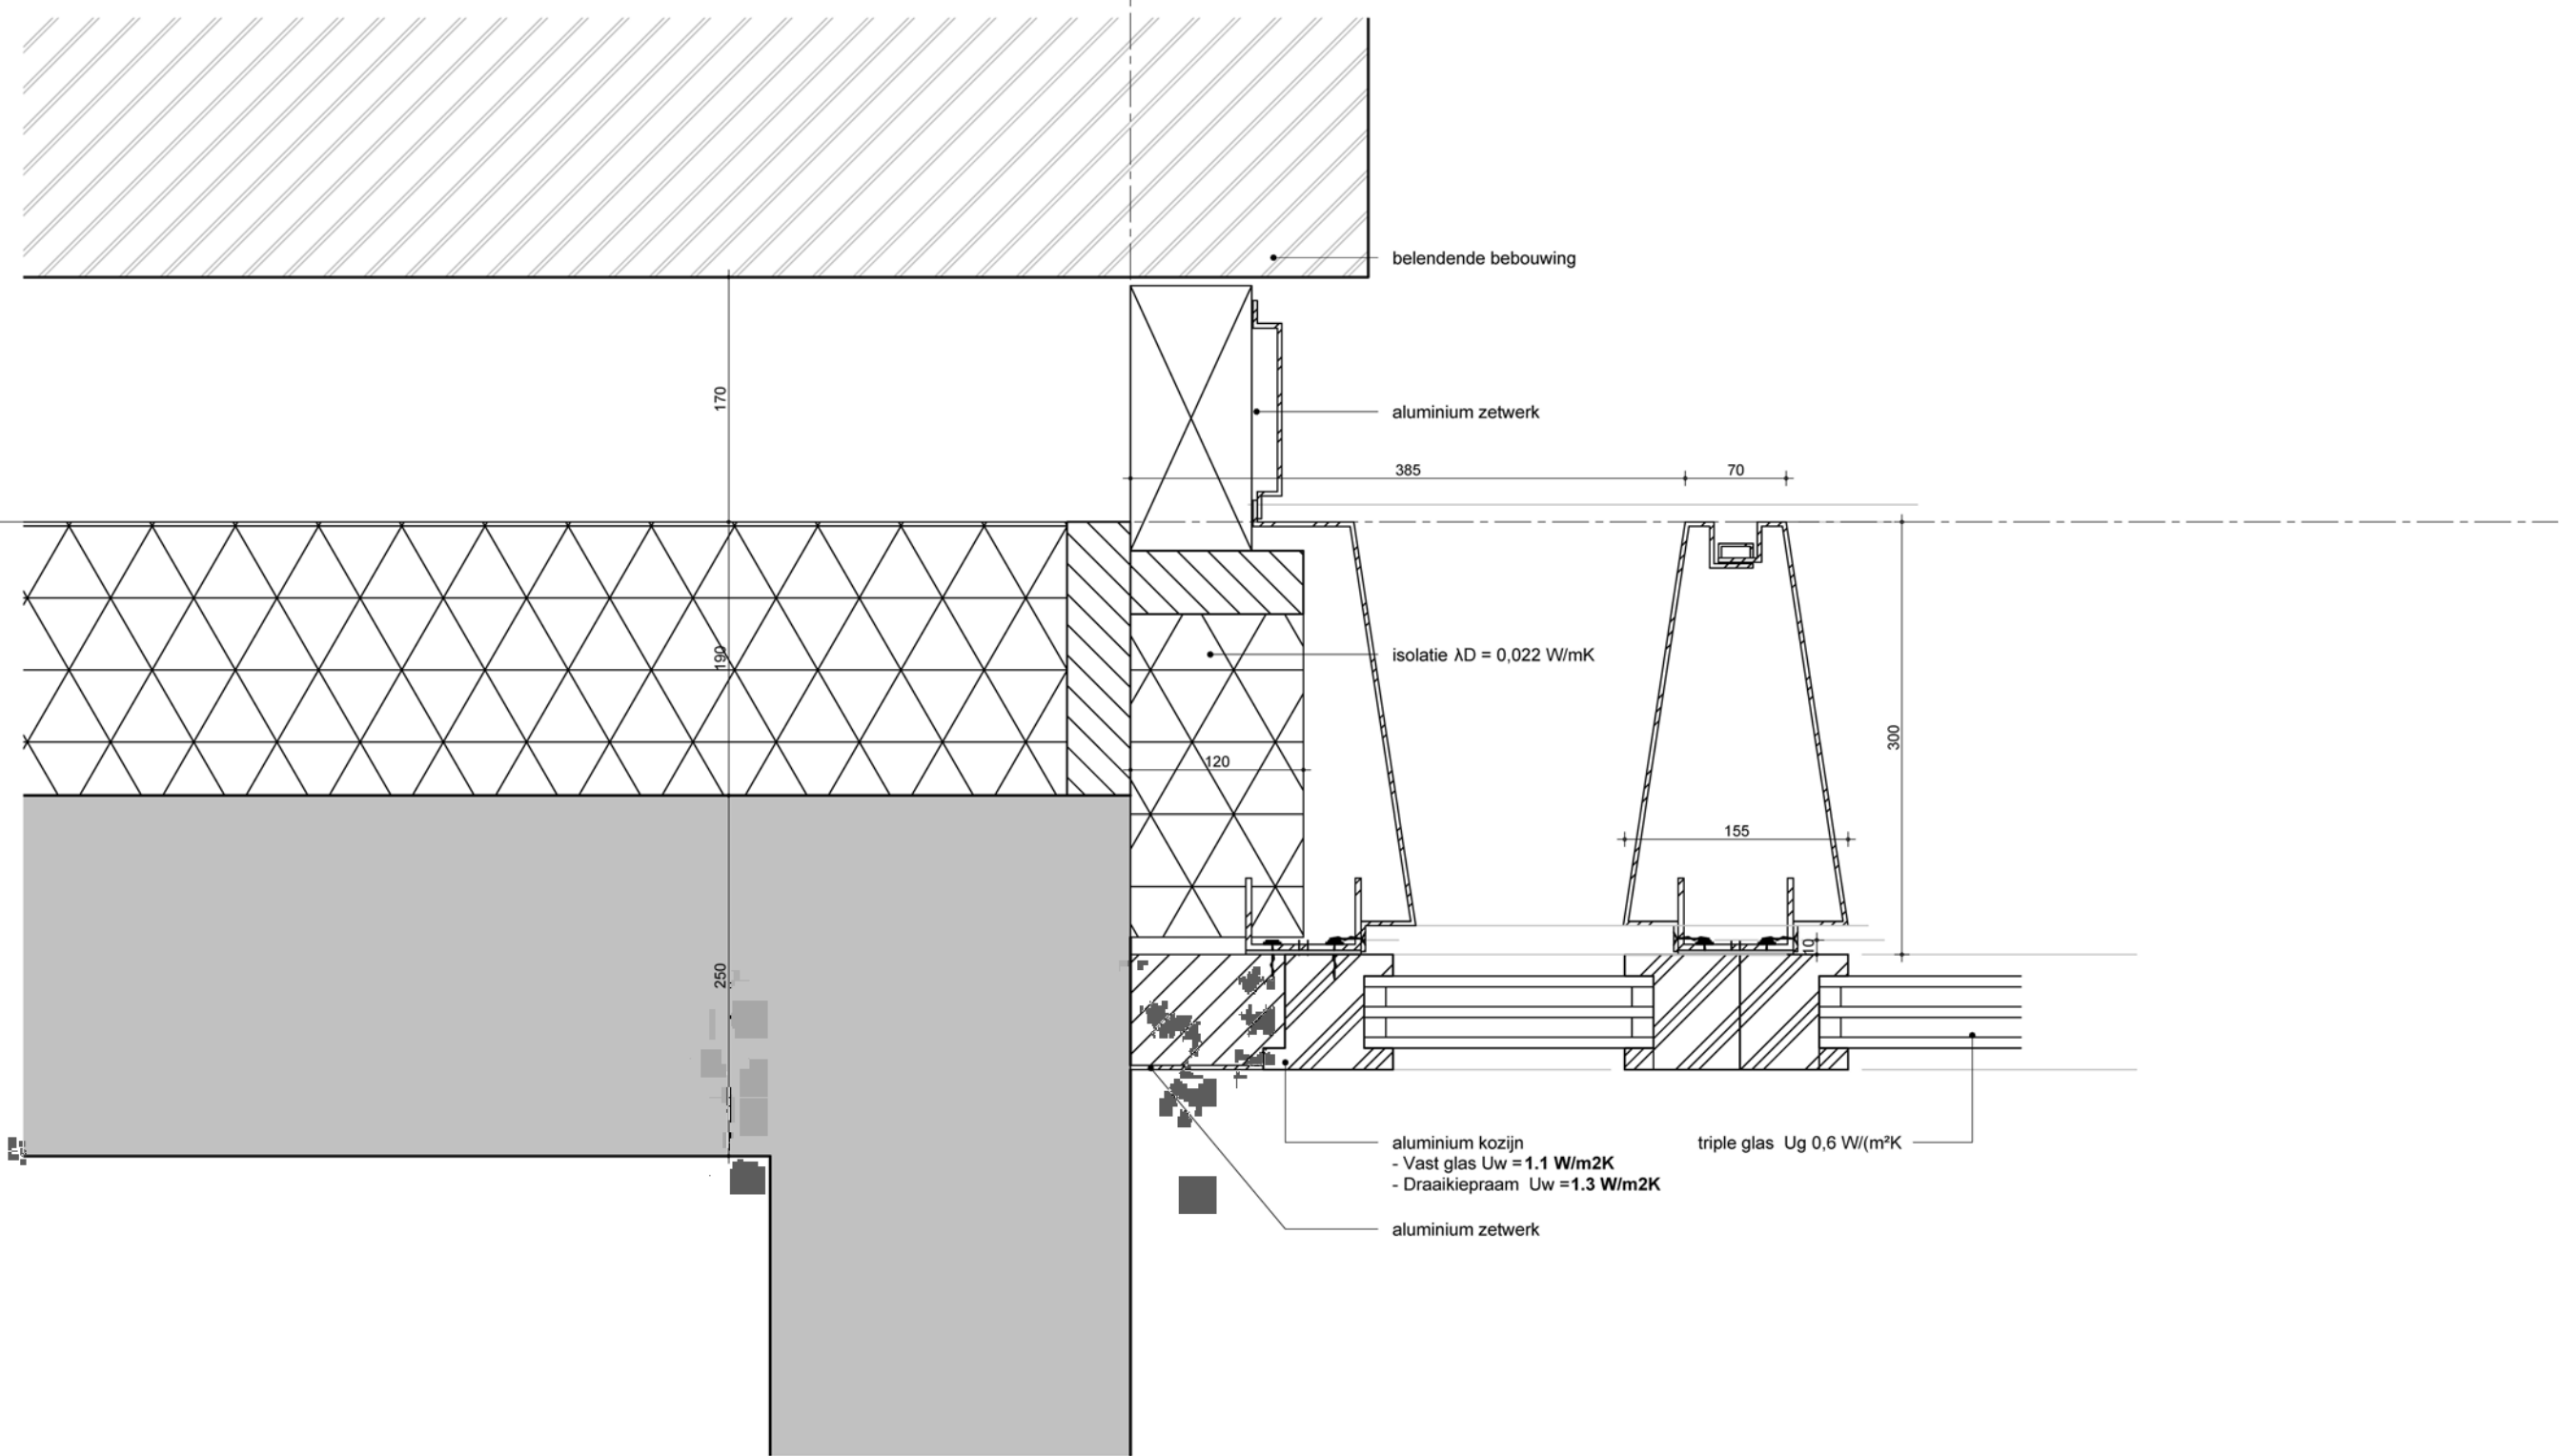 belendende bebouwing
170
aluminium zetwerk
385
70
190
isolatie λD = 0,022 W/mK
300
120
155
10
250
aluminium kozijn
- Vast glas Uw =1.1 W/m2K
- Draaikiepraam  Uw =1.3 W/m2K
triple glas  Ug 0,6 W/(m²K
aluminium zetwerk